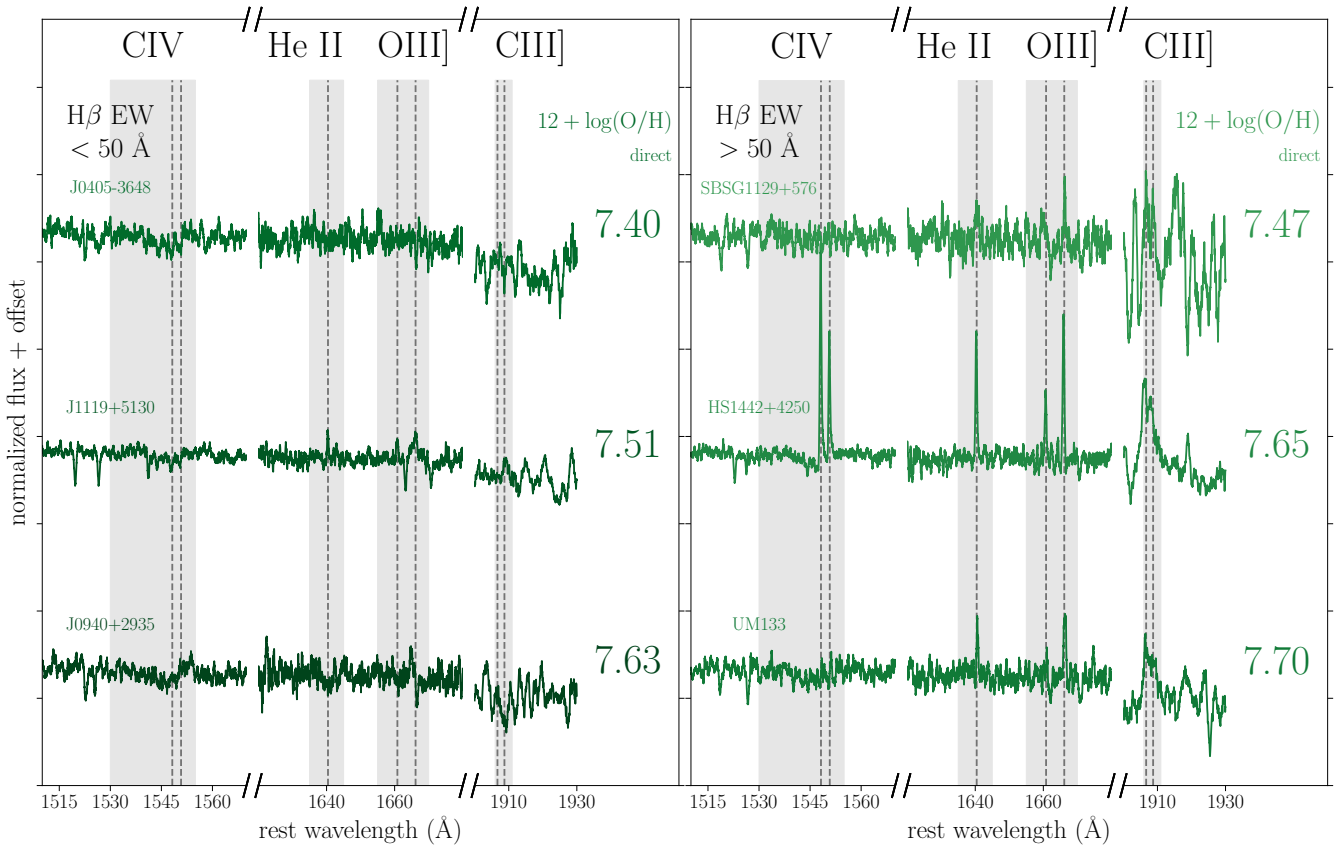 CIV He II OIII] CIII]
Hβ EW
< 50 Å
12 + log(O/H)
direct
J0405-3648
7.40
J1119+5130
7.51
J0940+2935
7.63
1515 1530 1545 1560 1640 1660 1910 1930
rest wavelength (Å)
normalized flux + offset
CIV He II OIII] CIII]
Hβ EW
> 50 Å
12 + log(O/H)
direct
SBSG1129+576
7.47
HS1442+4250
7.65
UM133
7.70
1515 1530 1545 1560 1640 1660 1910 1930
rest wavelength (Å)